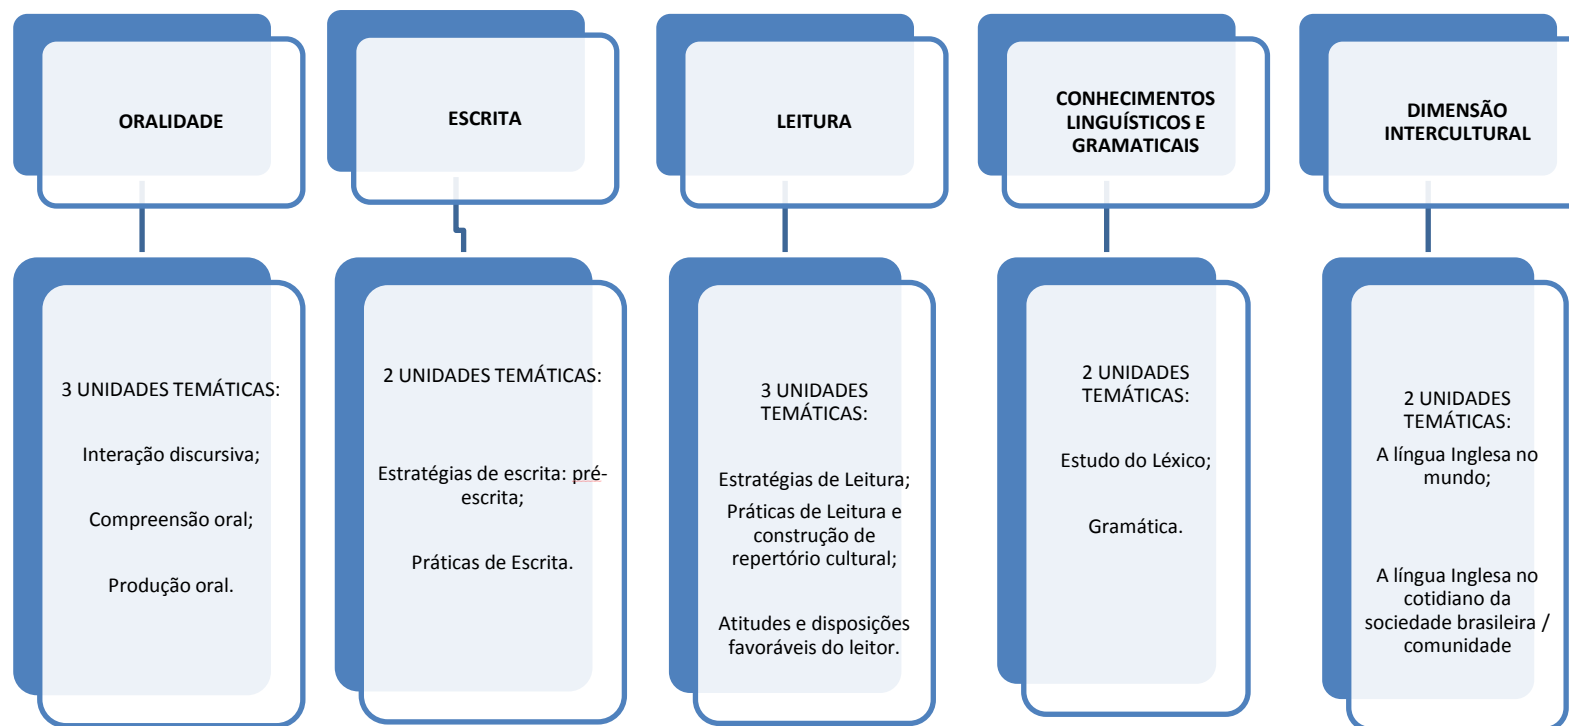 ORALIDADE
3 UNIDADES TEMÁTICAS:
Interação discursiva;
Compreensão oral;
Produção oral.
ESCRITA
2 UNIDADES TEMÁTICAS:
Estratégias de escrita: pré-
escrita;
Práticas de Escrita.
LEITURA
3 UNIDADES
TEMÁTICAS:
Estratégias de Leitura;
Práticas de Leitura e
construção de
repertório cultural;
Atitudes e disposições
favoráveis do leitor.
CONHECIMENTOS
LINGUÍSTICOS E
GRAMATICAIS
2 UNIDADES
TEMÁTICAS:
Estudo do Léxico;
Gramática.
DIMENSÃO
INTERCULTURAL
2 UNIDADES
TEMÁTICAS:
A língua Inglesa no
mundo;
A língua Inglesa no
cotidiano da
sociedade brasileira /
comunidade